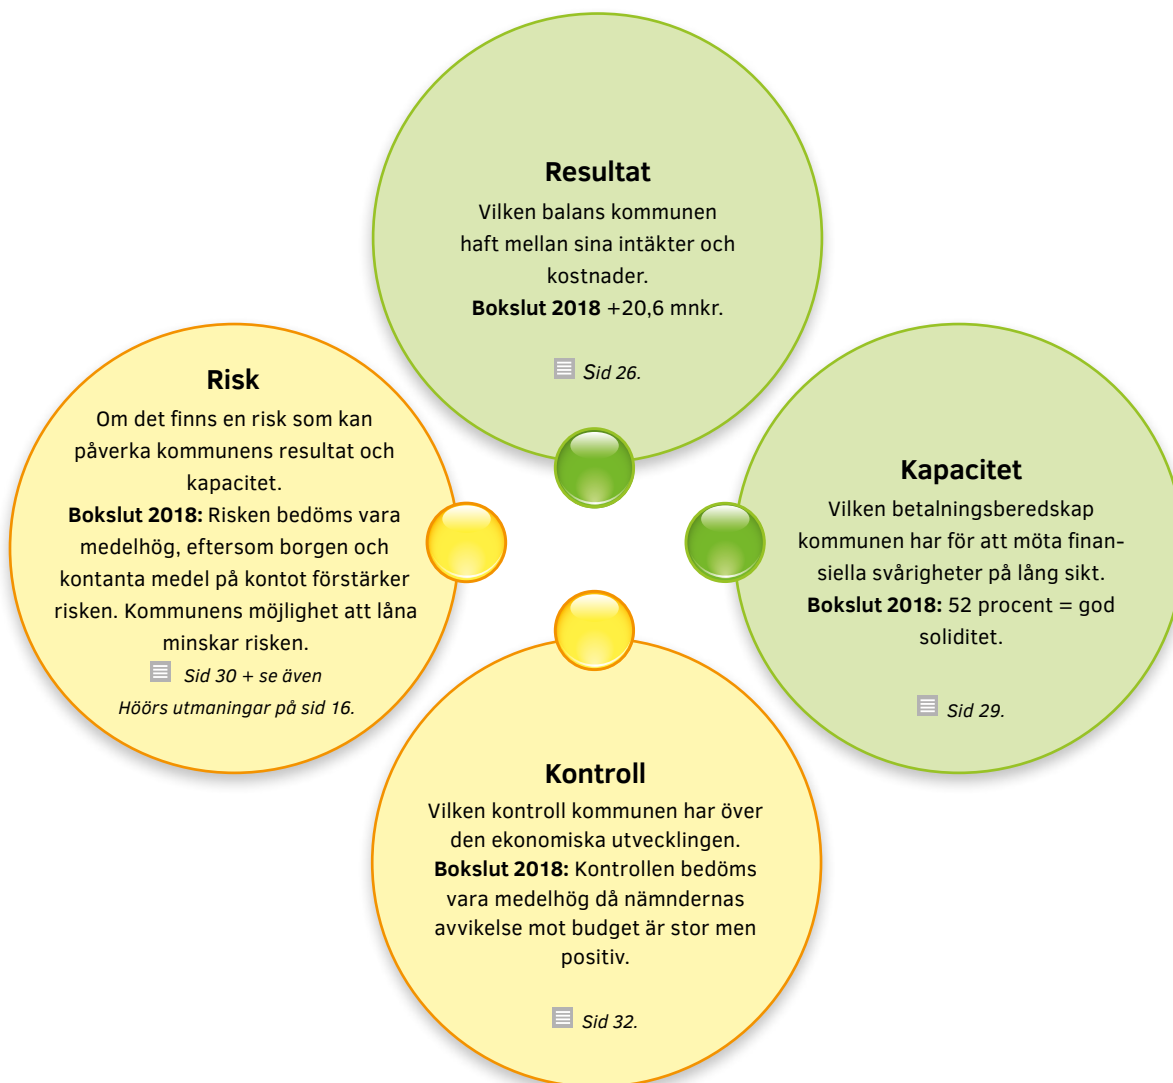 Resultat
Vilken balans kommunen
haft mellan sina intäkter och
kostnader.
Bokslut 2018 +20,6 mnkr.
Sid 26.
Risk
Om det finns en risk som kan
påverka kommunens resultat och
kapacitet.
Bokslut 2018: Risken bedöms vara
medelhög, eftersom borgen och
kontanta medel på kontot förstärker
risken. Kommunens möjlighet att låna
minskar risken.
Sid 30 + se även
Höörs utmaningar på sid 16.
Kapacitet
Vilken betalningsberedskap
kommunen har för att möta finan-
siella svårigheter på lång sikt.
Bokslut 2018: 52 procent = god
soliditet.
Sid 29.
Kontroll
Vilken kontroll kommunen har över
den ekonomiska utvecklingen.
Bokslut 2018: Kontrollen bedöms
vara medelhög då nämndernas
avvikelse mot budget är stor men
positiv.
Sid 32.